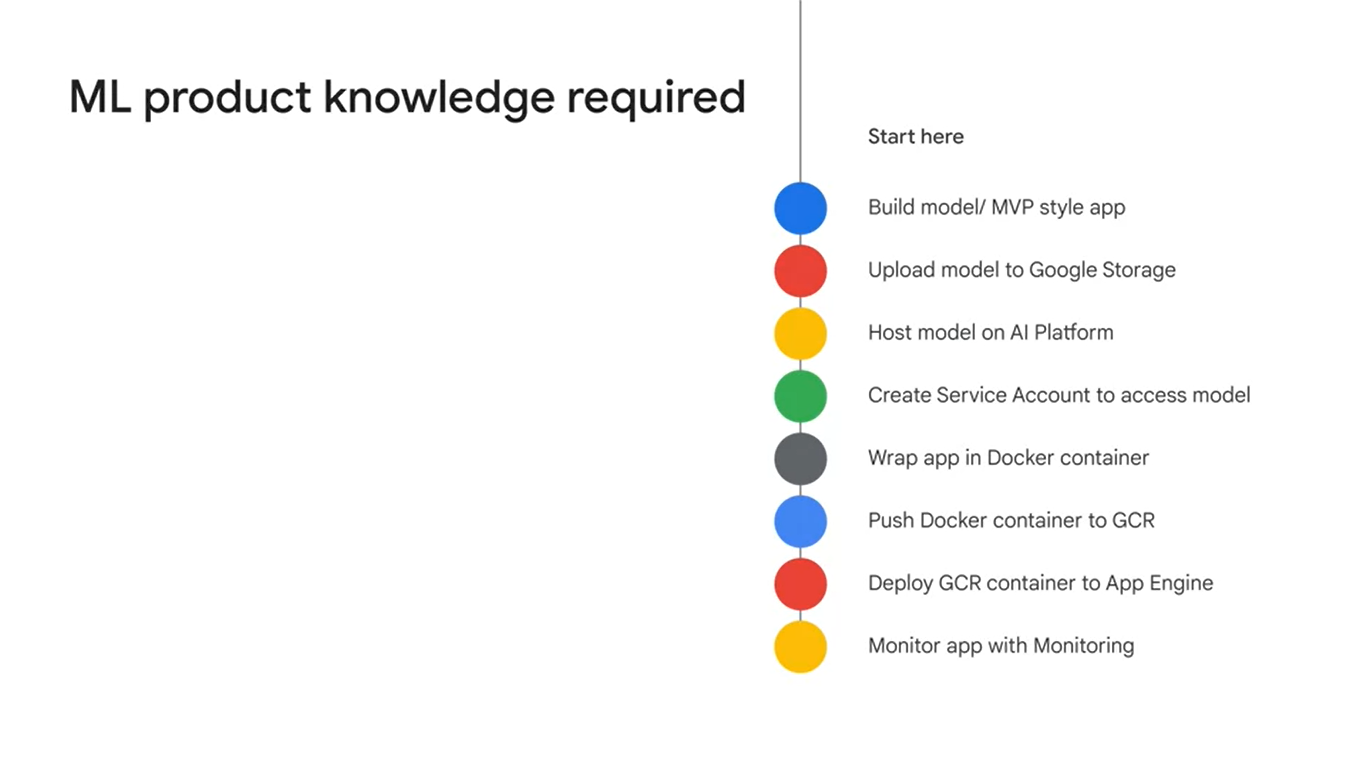 ML product knowledge required
Start here
Build model/ MVP style app
Upload model to Google Storage
Host model on AI Platform
Create Service Account to access model
Wrap app in Docker container
Push Docker container to GCR
Deploy GCR container to App Engine
Monitor app with Monitoring